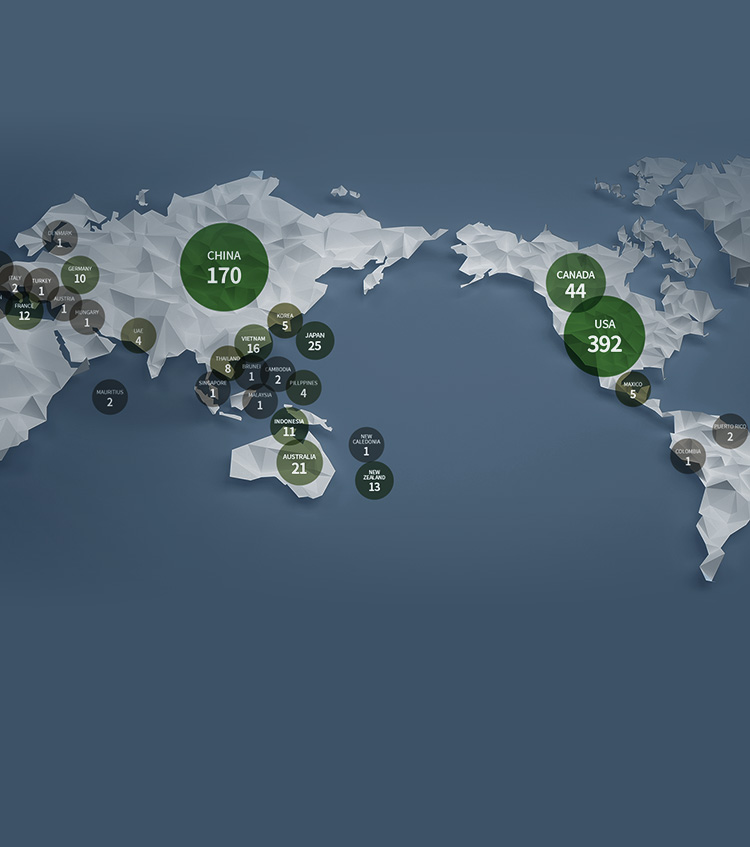 DENMARK
1
CHINA
170
GERMANY
10
ITALY
2
TURKEY
1
AUSTRIA
1
FRANCE
12
HUNGARY
1
UAE
4
KOREA
5
JAPAN
25
VIETNAM
16
THAILAND
8
BRUNEI
1
CAMBODIA
2
SINGAPORE
1
FILLPPINES
4
MALAYSIA
1
MAURITIUS
2
INDONESIA
11
AUSTRALIA
21
NEW
CALEDONIA
1
NEW
ZEALAND
13
CANADA
44
USA
392
MAXICO
5
PUERTO RICO
2
COLOMBIA
1